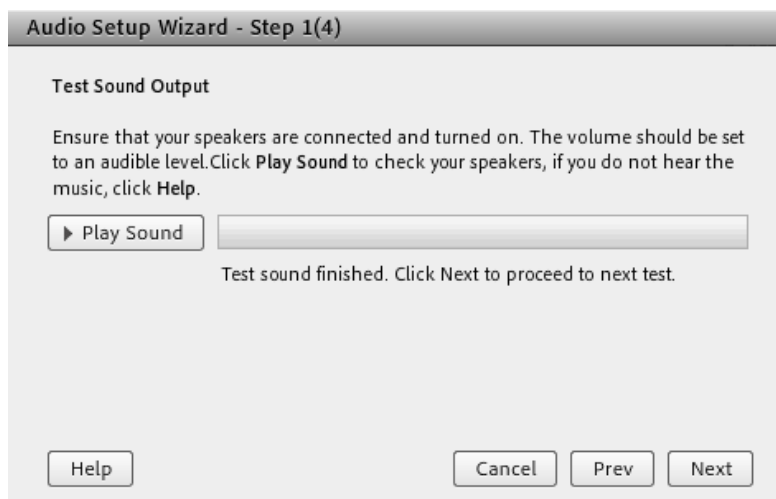 Audio Setup Wizard - Step 1(4)
Test Sound Output
Ensure that your speakers are connected and turned on. The volume should be set
to an audible level.Click Play Sound to check your speakers, if you do not hear the
music, click Help.
Play Sound
Test sound finished. Click Next to proceed to next test.
Help Cancel Prev Next